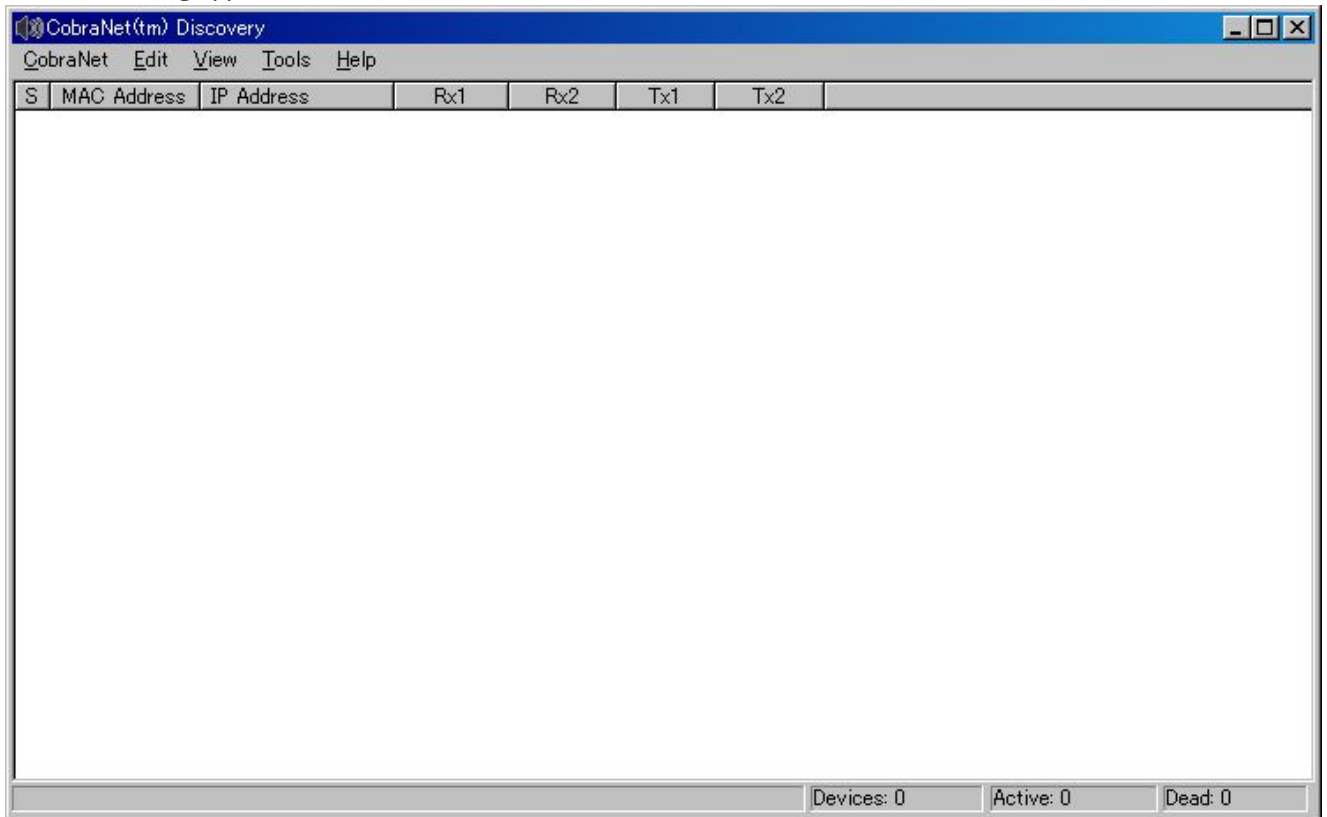 CobraNet(tm) Discovery
CobraNet Edit View Tools Help
S MAC Address IP Address Rx1 Rx2 Tx1 Tx2
Devices: 0 Active: 0 Dead: 0